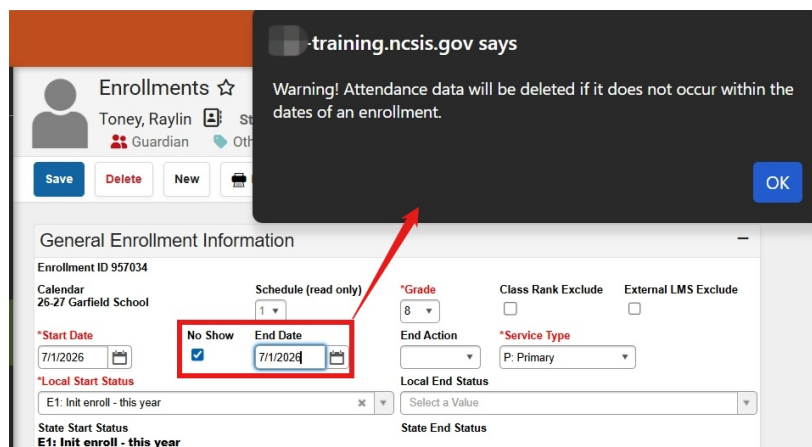 -training.ncsis.gov says
Warning! Attendance data will be deleted if it does not occur within the
dates of an enrollment.
OK
Enrollments
Toney, Raylin
Guardian
Save
Delete
New
General Enrollment Information
Enrollment ID 957034
Calendar
26-27 Garfield School
Schedule (read only)
1
*Grade
8
Class Rank Exclude
External LMS Exclude
*Start Date
7/1/2026
No Show
End Date
7/1/2026
End Action
*Service Type
P: Primary
*Local Start Status
E1: Init enroll - this year
Local End Status
Select a Value
State Start Status
E1: Init enroll - this year
State End Status